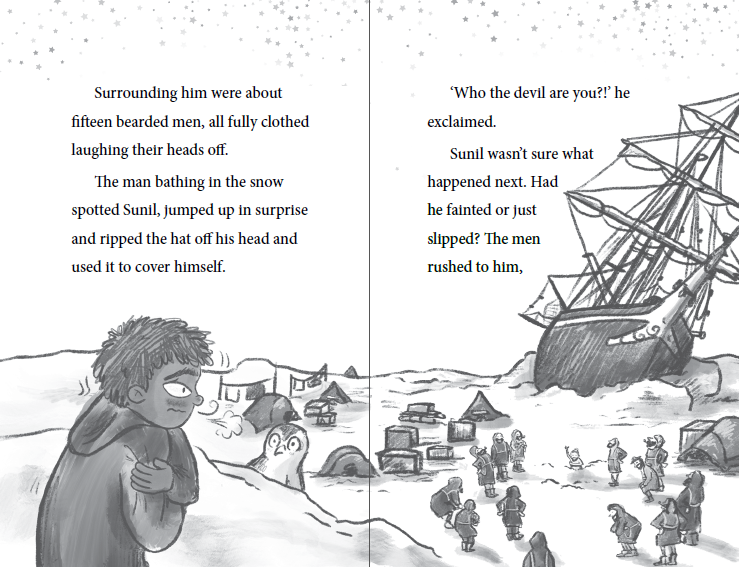 Surrounding him were about
fifteen bearded men, all fully clothed
laughing their heads off.
The man bathing in the snow
spotted Sunil, jumped up in surprise
and ripped the hat off his head and
used it to cover himself.
‘Who the devil are you?!’ he
exclaimed.
Sunil wasn’t sure what
happened next. Had
he fainted or just
slipped? The men
rushed to him,